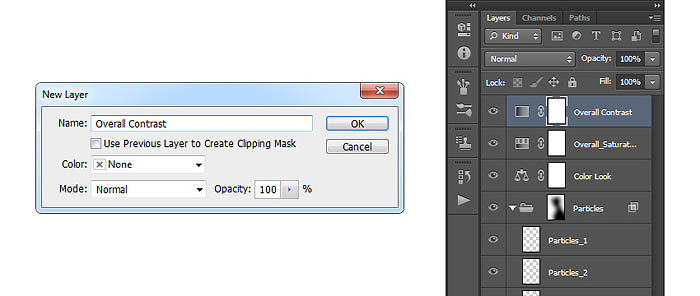 New Layer
Name: Overall Contrast
OK
Use Previous Layer to Create Clipping Mask
Cancel
Color: None
Mode: Normal Opacity: 100 %
Layers Channels Paths
Kind T
Normal Opacity: 100%
Lock: Fill: 100%
Overall Contrast
Overall_Saturat...
Color Look
Particles
Particles_1
Particles_2